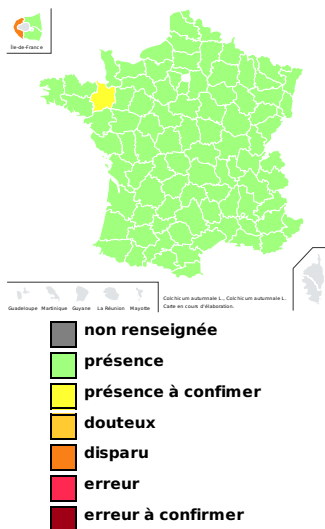 Île-de-France
Guadeloupe Martinique Guyane La Réunion Mayotte
Colchicum autumnale L., Colchicum autumnale L.
Carte en cours d'élaboration.
non renseignée
présence
présence à confimer
douteux
disparu
erreur
erreur à confirmer